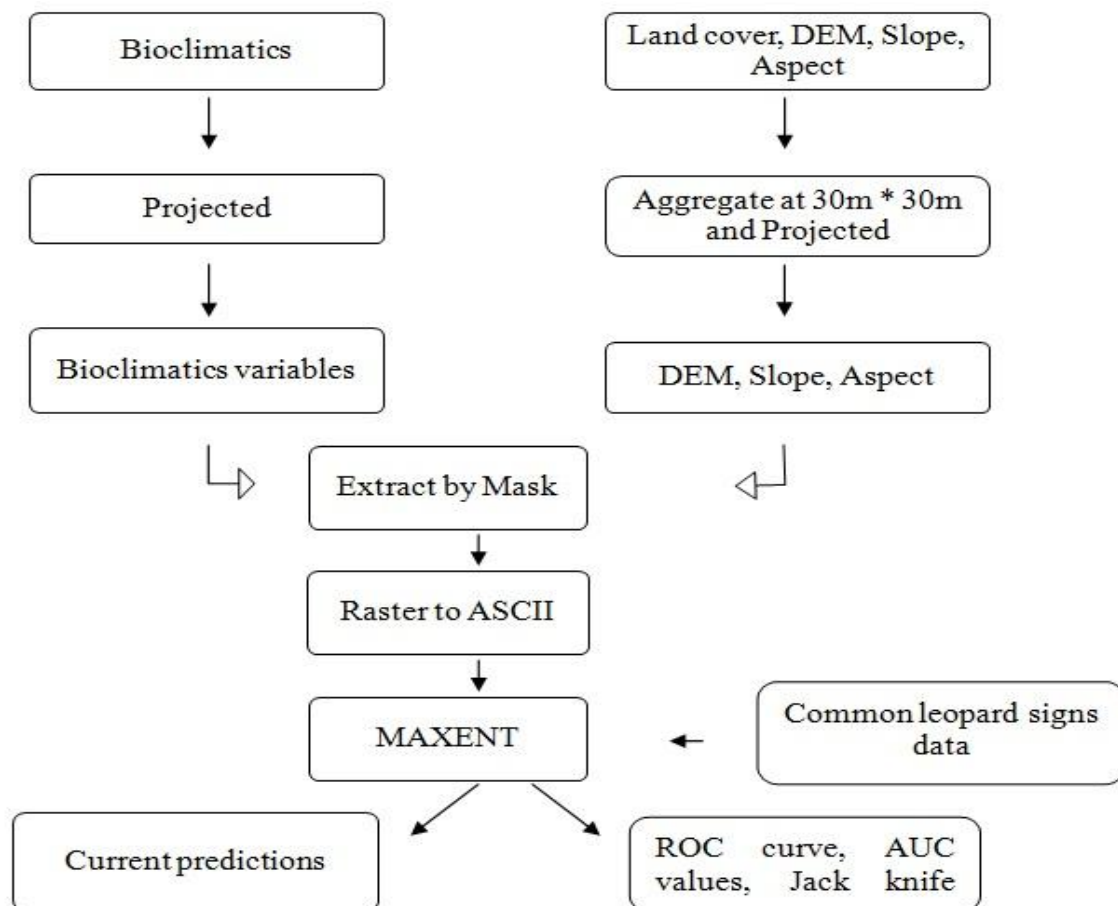 Bioclimatics
Land cover, DEM, Slope,
Aspect
Projected
Aggregate at 30m * 30m
and Projected
Bioclimatics variables
DEM, Slope, Aspect
Extract by Mask
Raster to ASCII
MAXENT
Common leopard signs
data
Current predictions
ROC curve, AUC
values, Jack knife